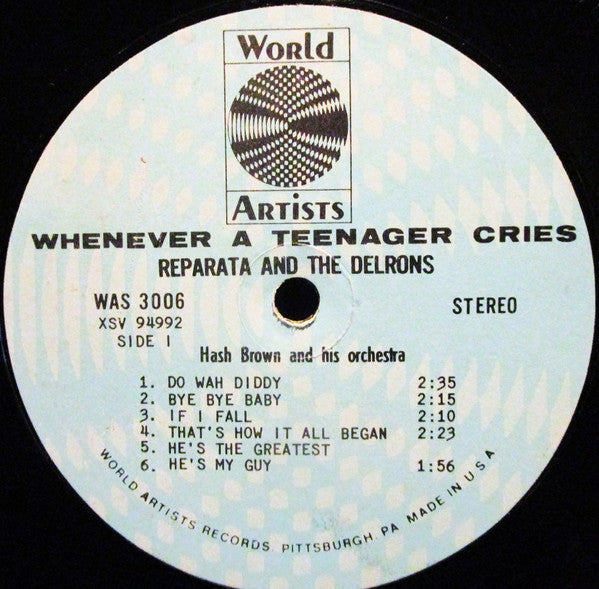 World
Artists
WHENEVER A TEENAGER CRIES
REPARATA AND THE DELRONS
WAS 3006
XSV 94992
SIDE I
STEREO
Hash Brown and his orchestra
1. DO WAH DIDDY 2:35
2. BYE BYE BABY 2:15
3. IF I FALL 2:10
4. THAT'S HOW IT ALL BEGAN 2:23
5. HE'S THE GREATEST
6. HE'S MY GUY 1:56
WORLD ARTISTS RECORDS. PITTSBURGH, PA. MADE IN U.S.A